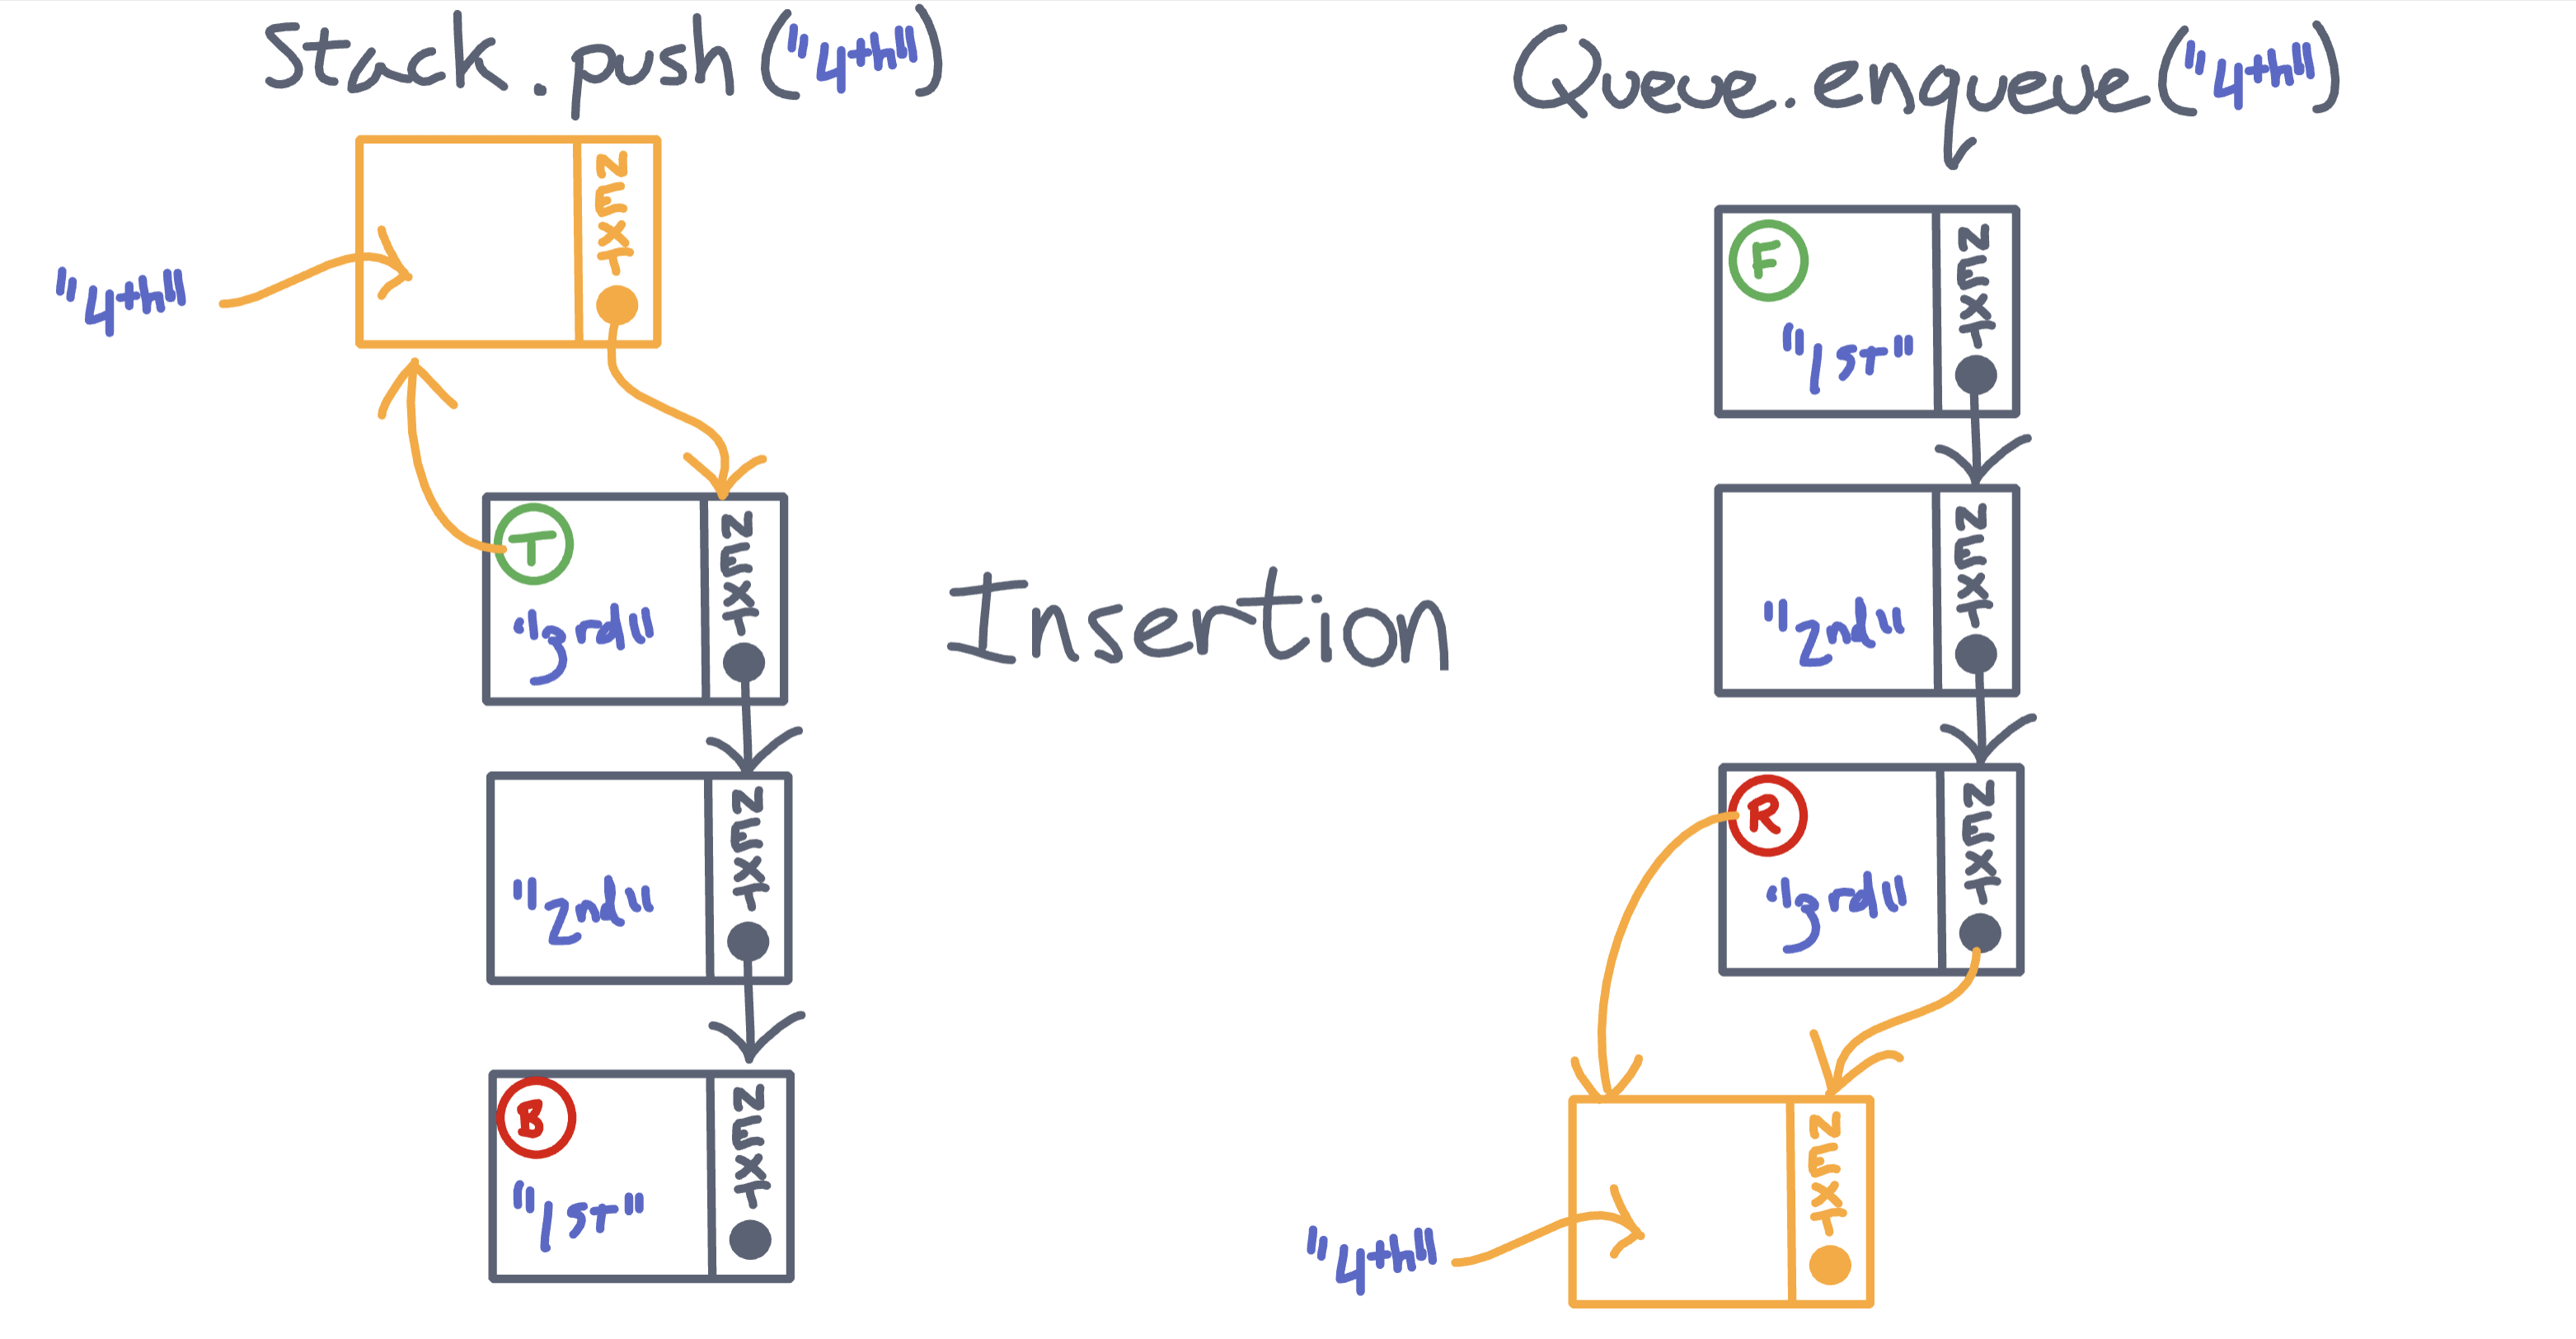 Stack.push("4th")
NEXT
"4th"
T
NEXT
"3rd"
NEXT
"2nd"
B
NEXT
"1st"
Insertion
Queue.enqueue("4th")
F
NEXT
"1st"
NEXT
"2nd"
R
NEXT
"3rd"
NEXT
"4th"